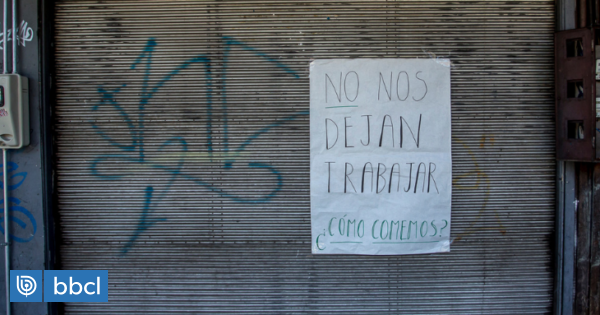 NO NOS
DEJAN
TRABAJAR
¿CÓMO COMEMOS?
bbcl